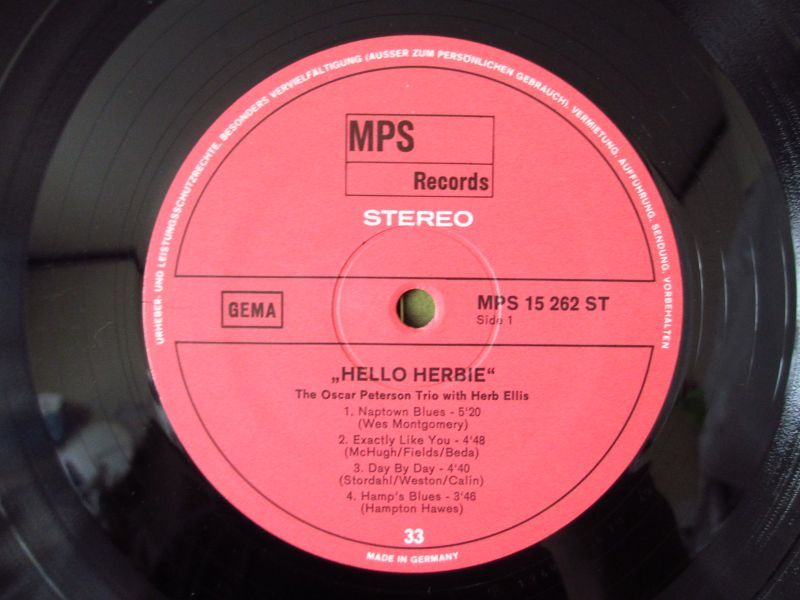 URHEBER- UND LEISTUNGSSCHUTZRECHTE, BESONDERS VERVIELFÄLTIGUNG (AUSSER ZUM PERSÖNLICHEN GEBRAUCH), VERMIETUNG, AUFFÜHRUNG, SENDUNG, VORBEHALTEN
MPS
Records
STEREO
GEMA
MPS 15 262 ST
Side 1
„HELLO HERBIE“
The Oscar Peterson Trio with Herb Ellis
1. Naptown Blues - 5'20
(Wes Montgomery)
2. Exactly Like You - 4'48
(McHugh/Fields/Beda)
3. Day By Day - 4'40
(Stordahl/Weston/Calin)
4. Hamp's Blues - 3'46
(Hampton Hawes)
33
MADE IN GERMANY